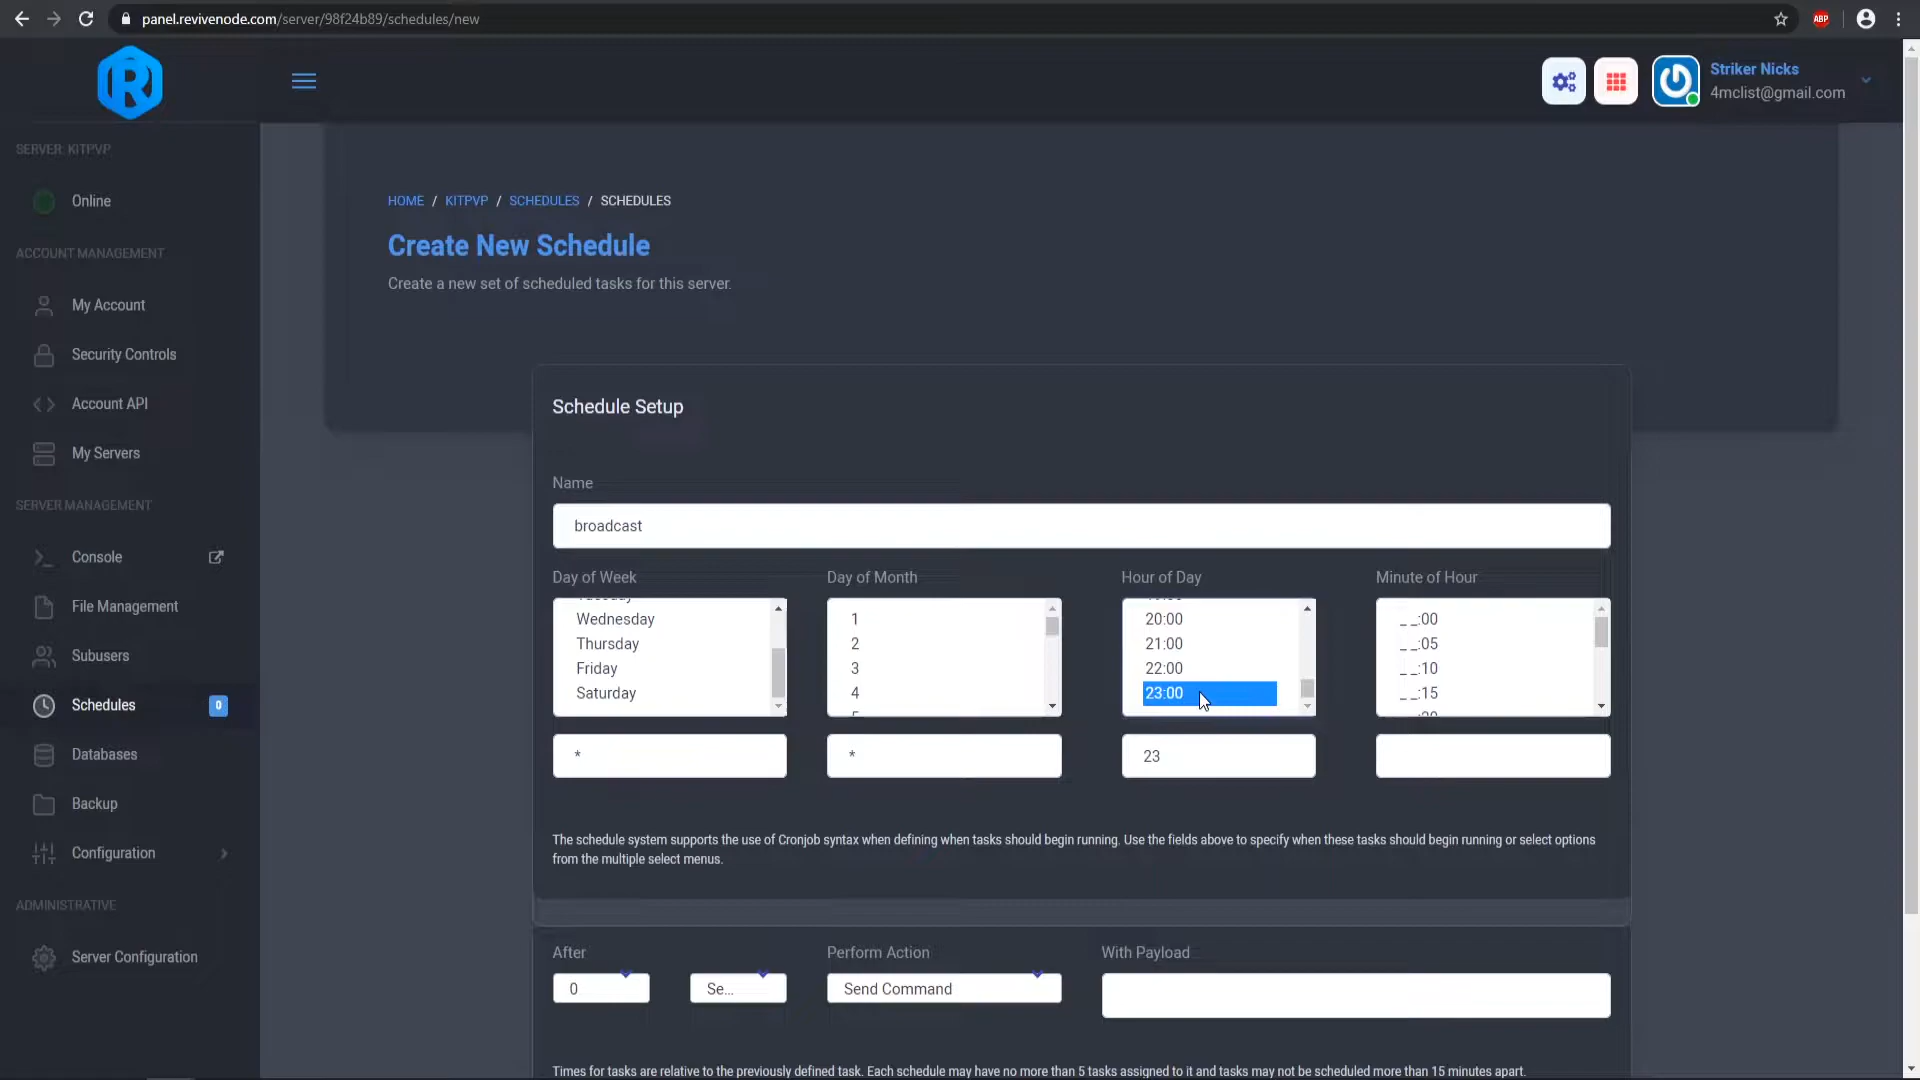 panel.revivenode.com/server/98f24b89/schedules/new
ABP
R
Striker Nicks
4mclist@gmail.com
SERVER: KITPVP
Online
ACCOUNT MANAGEMENT
My Account
Security Controls
Account API
My Servers
SERVER MANAGEMENT
Console
File Management
Subusers
Schedules 0
Databases
Backup
Configuration
ADMINISTRATIVE
Server Configuration
HOME / KITPVP / SCHEDULES / SCHEDULES
Create New Schedule
Create a new set of scheduled tasks for this server.
Schedule Setup
Name
broadcast
Day of Week
Tuesday
Wednesday
Thursday
Friday
Saturday
*
Day of Month
1
2
3
4
5
*
Hour of Day
20:00
21:00
22:00
23:00
23
Minute of Hour
_ _:00
_ _:05
_ _:10
_ _:15
_ _:20
The schedule system supports the use of Cronjob syntax when defining when tasks should begin running. Use the fields above to specify when these tasks should begin running or select options
from the multiple select menus.
After
0
Se...
Perform Action
Send Command
With Payload
Times for tasks are relative to the previously defined task. Each schedule may have no more than 5 tasks assigned to it and tasks may not be scheduled more than 15 minutes apart.